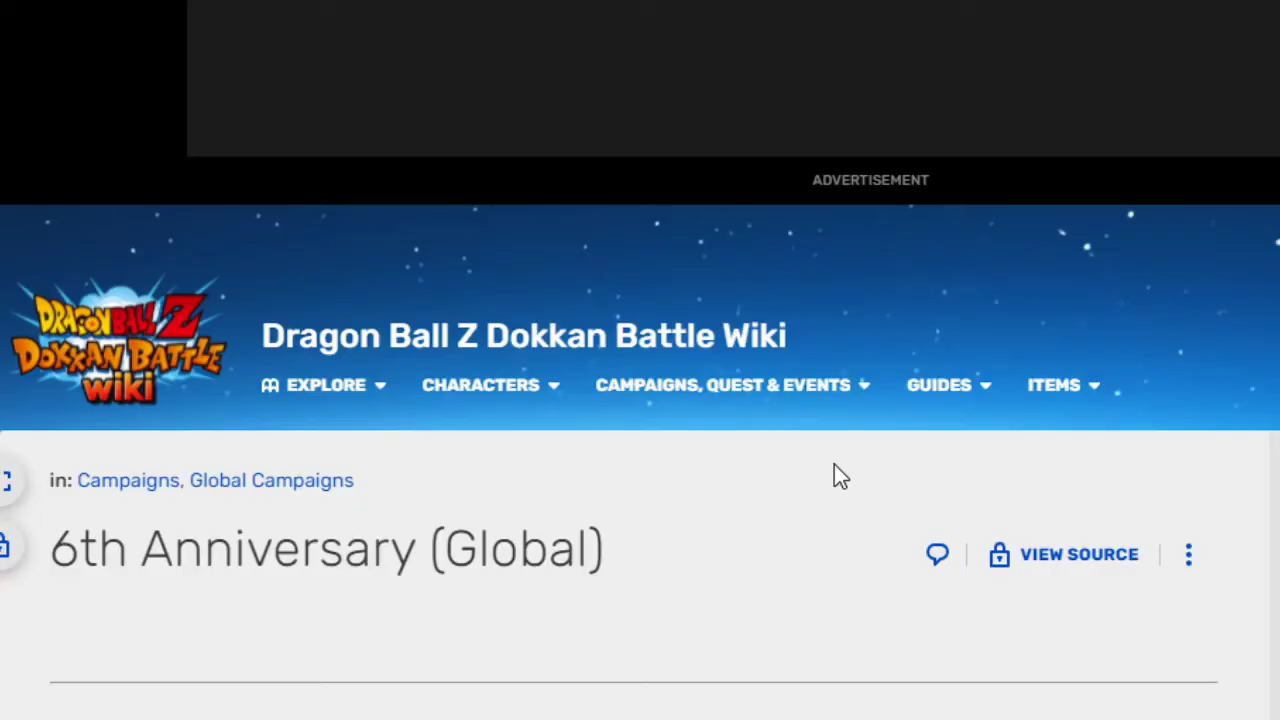 ADVERTISEMENT
DRAGON BALL Z
DOKKAN BATTLE
wiki
Dragon Ball Z Dokkan Battle Wiki
EXPLORE
CHARACTERS
CAMPAIGNS, QUEST & EVENTS
GUIDES
ITEMS
in: Campaigns, Global Campaigns
6th Anniversary (Global)
VIEW SOURCE